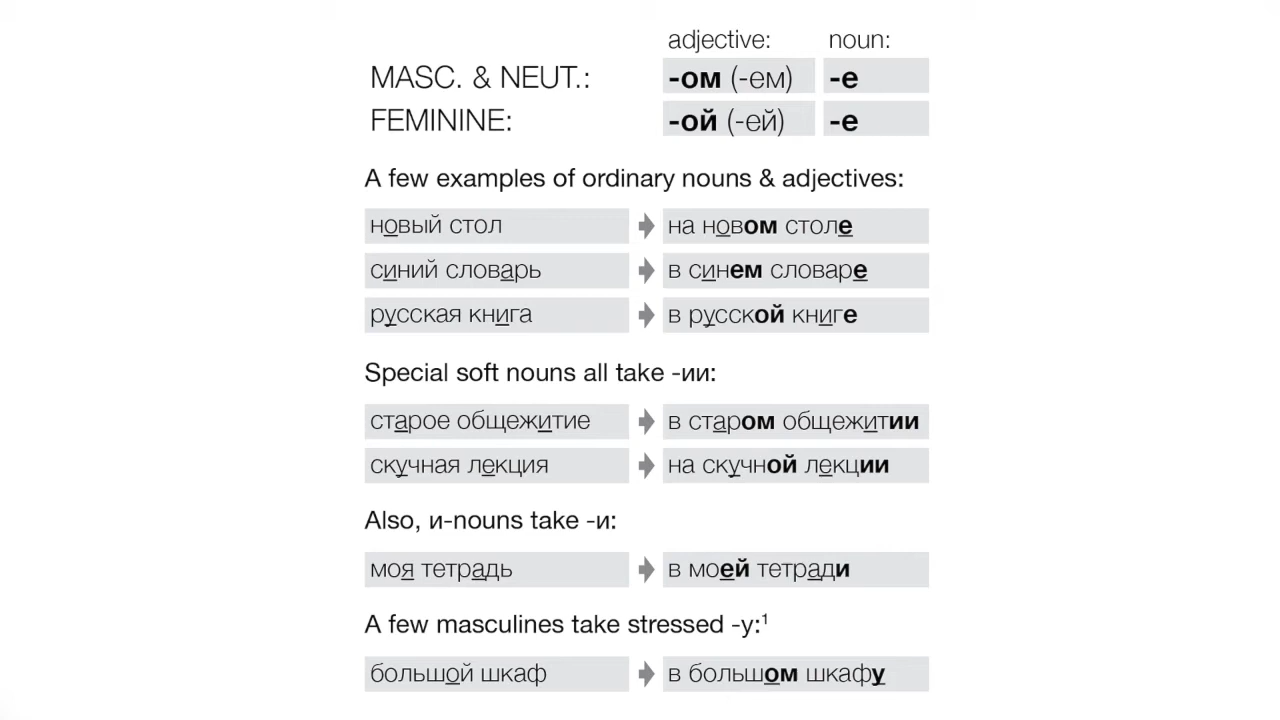 adjective: noun:
MASC. & NEUT.: -ом (-ем) -е
FEMININE: -ой (-ей) -е
A few examples of ordinary nouns & adjectives:
новый стол → на новом столе
синий словарь → в синем словаре
русская книга → в русской книге
Special soft nouns all take -ии:
старое общежитие → в старом общежитии
скучная лекция → на скучной лекции
Also, и-nouns take -и:
моя тетрадь → в моей тетради
A few masculines take stressed -у:¹
большой шкаф → в большом шкафу